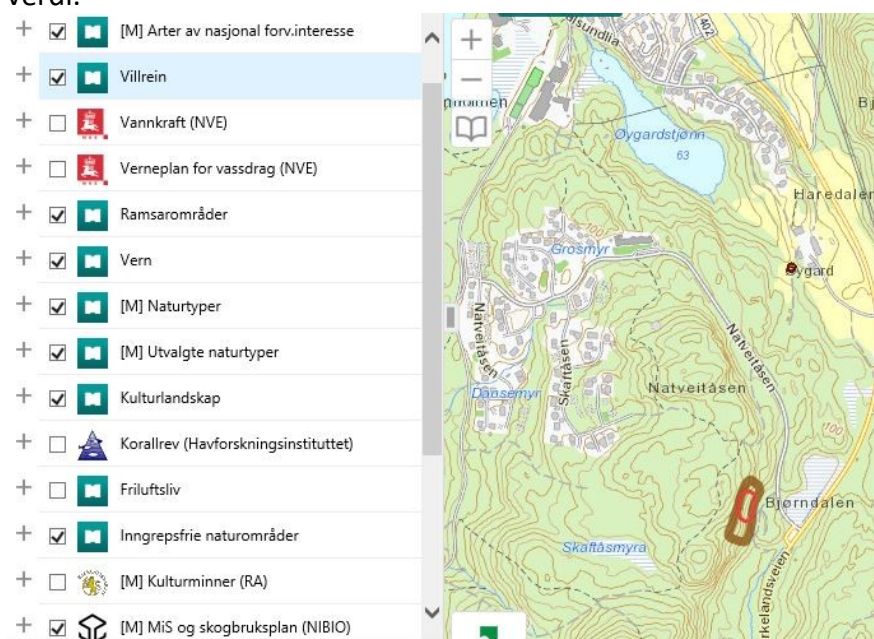 verdi.
[M] Arter av nasjonal forv.interesse
Villrein
Vannkraft (NVE)
Verneplan for vassdrag (NVE)
Ramsarområder
Vern
[M] Naturtyper
[M] Utvalgte naturtyper
Kulturlandskap
Korallrev (Havforskningsinstituttet)
Friluftsliv
Inngrepsfrie naturområder
[M] Kulturminner (RA)
[M] MiS og skogbruksplan (NIBIO)
402
Øygardstjønn
63
Haredalen
100
Grosmyr
Øygard
Natveitåsen
Natveitåsen
Skaftåsen
Natveitåsen
Dansemyr
100
Bjørndalen
Skaftåsmyra